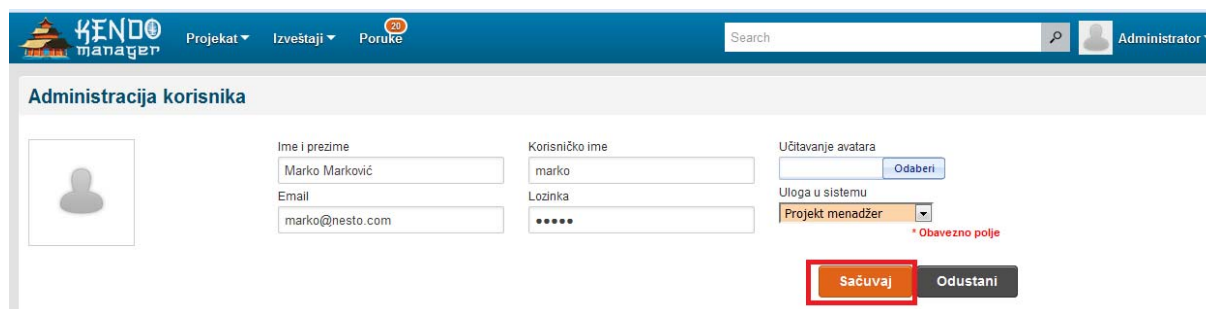 KENDO
manager
Projekat Izveštaji Poruke 20 Search Administrator
Administracija korisnika
Ime i prezime Korisničko ime Učitavanje avatara
Marko Marković marko Odaberi
Email Lozinka Uloga u sistemu
marko@nesto.com ●●●●● Projekt menadžer
* Obavezno polje
Sačuvaj Odustani